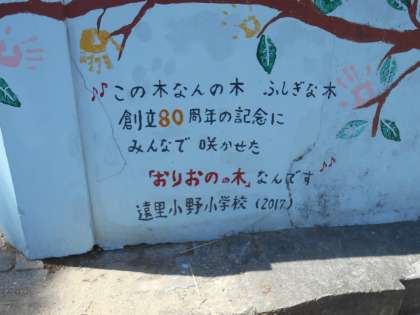 ♪♪この木なんの木 ふしぎな木
創立80周年の記念に
みんなで 咲かせた
「おりおのの木」なんです♪♪
遠里小野小学校(2017)